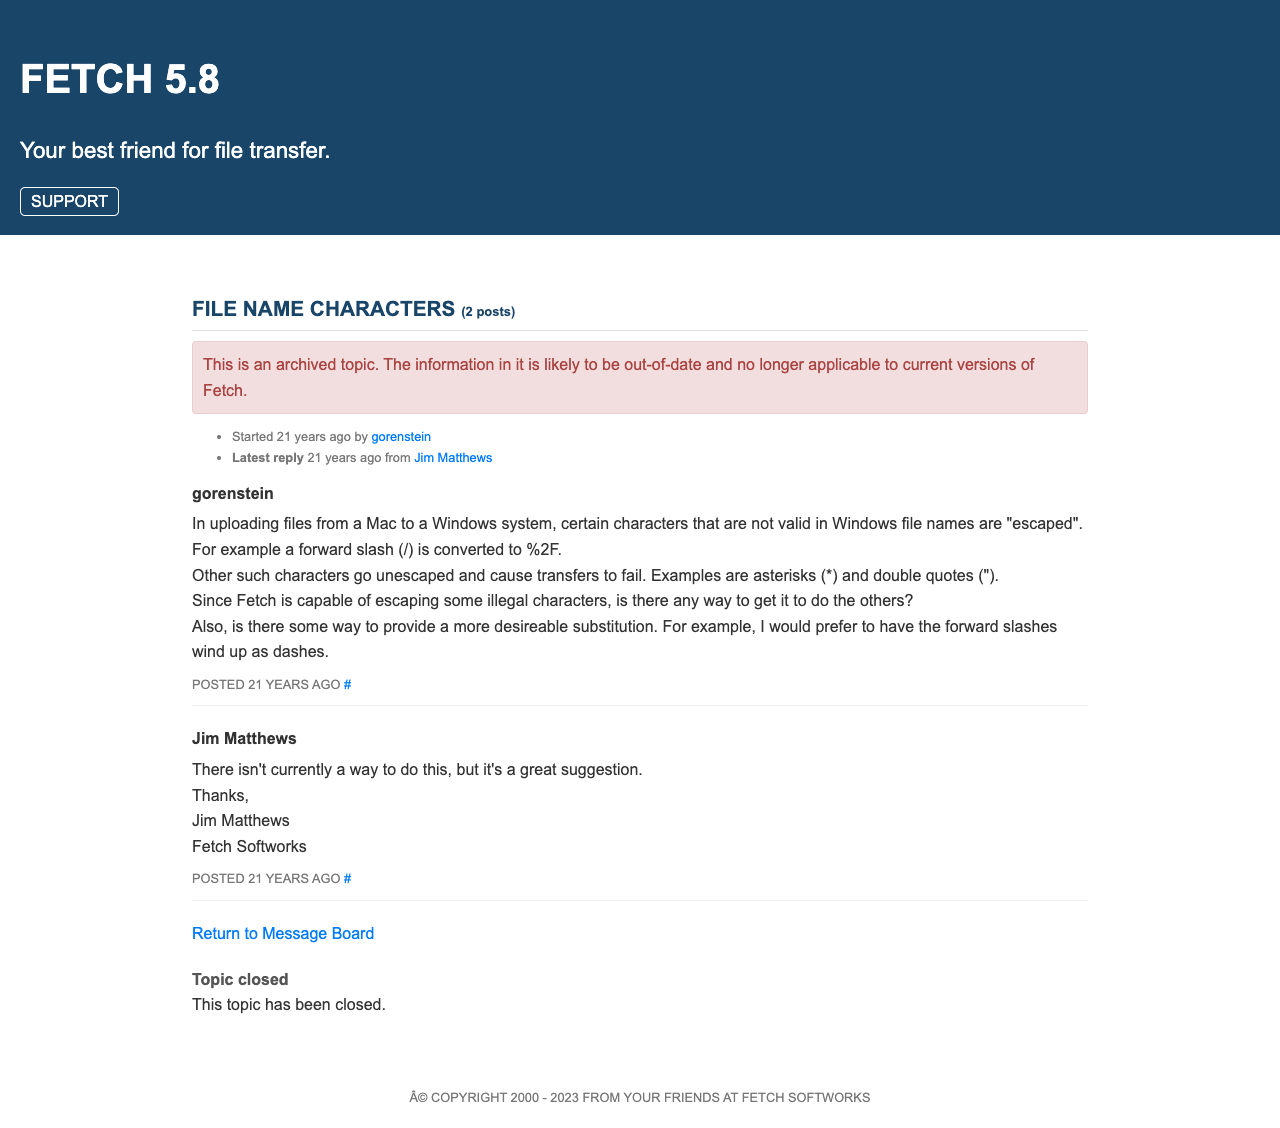 FETCH 5.8
Your best friend for file transfer.
SUPPORT
FILE NAME CHARACTERS (2 posts)
This is an archived topic. The information in it is likely to be out-of-date and no longer applicable to current versions of
Fetch.
• Started 21 years ago by gorenstein
• Latest reply 21 years ago from Jim Matthews
gorenstein
In uploading files from a Mac to a Windows system, certain characters that are not valid in Windows file names are "escaped".
For example a forward slash (/) is converted to %2F.
Other such characters go unescaped and cause transfers to fail. Examples are asterisks (*) and double quotes (").
Since Fetch is capable of escaping some illegal characters, is there any way to get it to do the others?
Also, is there some way to provide a more desireable substitution. For example, I would prefer to have the forward slashes
wind up as dashes.
POSTED 21 YEARS AGO #
Jim Matthews
There isn't currently a way to do this, but it's a great suggestion.
Thanks,
Jim Matthews
Fetch Softworks
POSTED 21 YEARS AGO #
Return to Message Board
Topic closed
This topic has been closed.
Â© COPYRIGHT 2000 - 2023 FROM YOUR FRIENDS AT FETCH SOFTWORKS